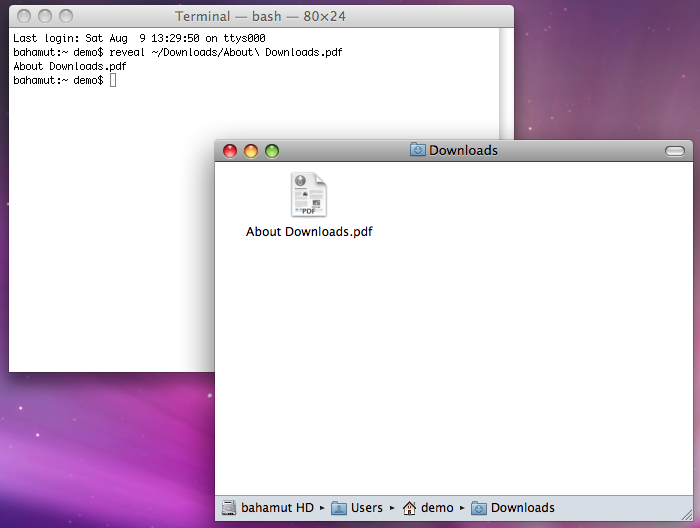 Terminal — bash — 80×24
Last login: Sat Aug  9 13:29:50 on ttys000
bahamut:~ demo$ reveal ~/Downloads/About\ Downloads.pdf
About Downloads.pdf
bahamut:~ demo$
Downloads
PDF
About Downloads.pdf
bahamut HD ▸ Users ▸ demo ▸ Downloads